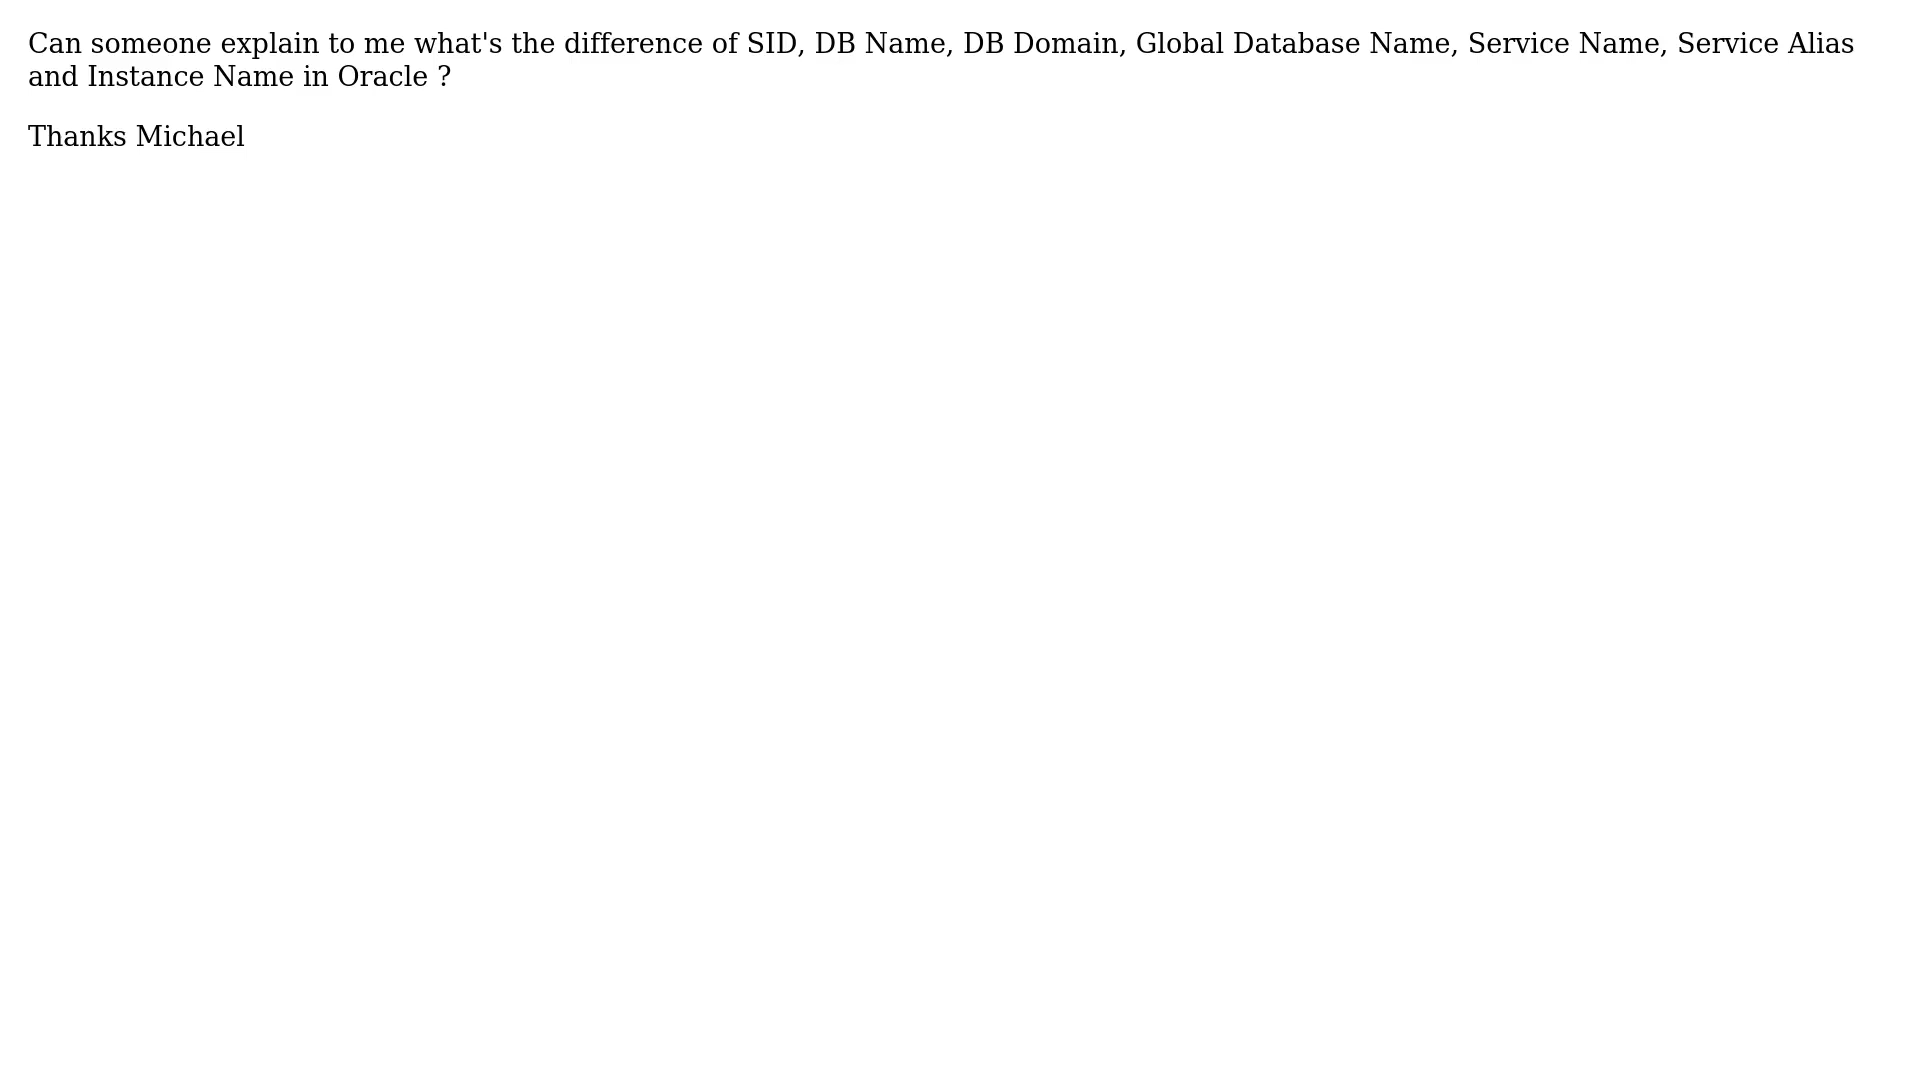 Can someone explain to me what's the difference of SID, DB Name, DB Domain, Global Database Name, Service Name, Service Alias
and Instance Name in Oracle ?
Thanks Michael